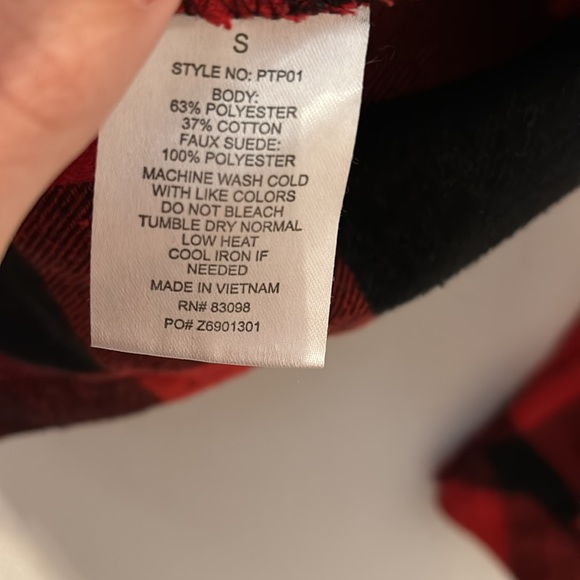 S
STYLE NO: PTP01
BODY:
63% POLYESTER
37% COTTON
FAUX SUEDE:
100% POLYESTER
MACHINE WASH COLD
WITH LIKE COLORS
DO NOT BLEACH
TUMBLE DRY NORMAL
LOW HEAT
COOL IRON IF
NEEDED
MADE IN VIETNAM
RN# 83098
PO# Z6901301